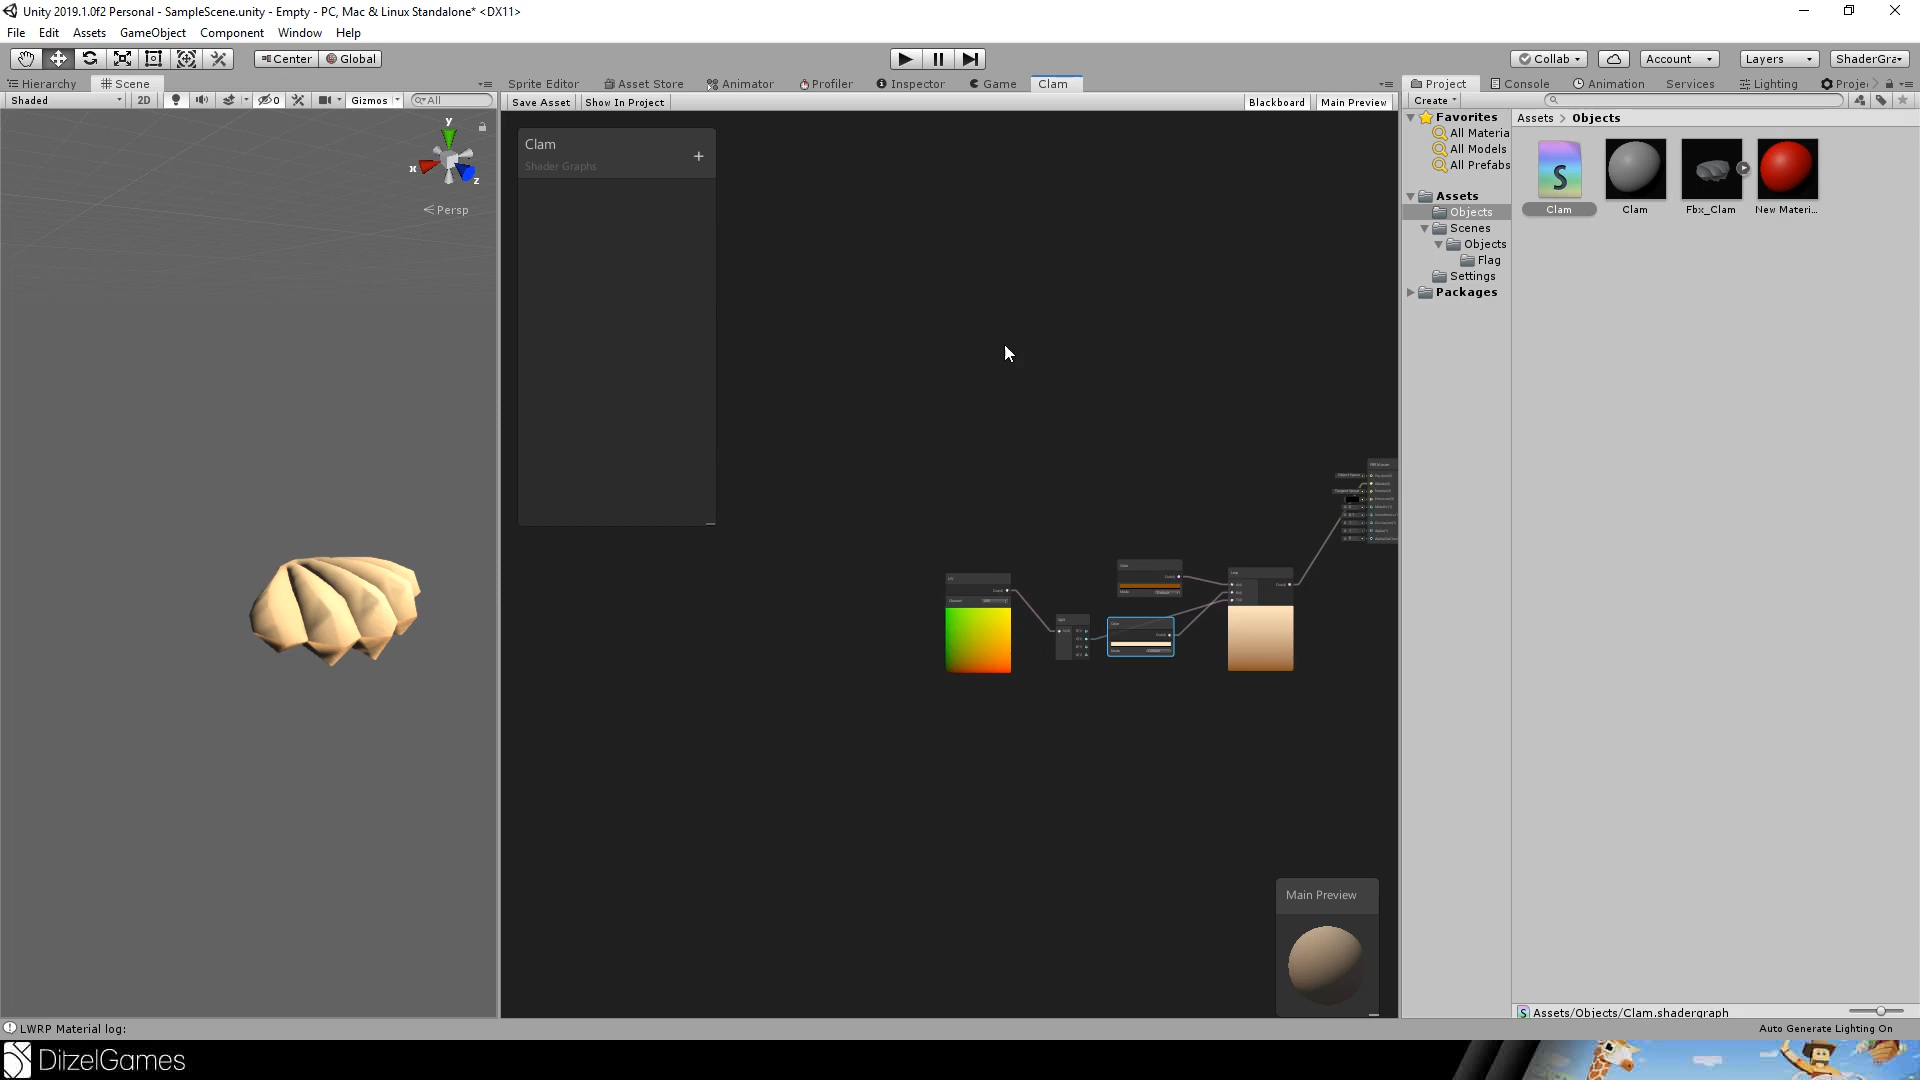 Unity 2019.1.0f2 Personal - SampleScene.unity - Empty - PC, Mac & Linux Standalone* <DX11>
File Edit Assets GameObject Component Window Help
Center Global Collab Account Layers ShaderGra
Hierarchy Scene Sprite Editor Asset Store Animator Profiler Inspector Game Clam Project Console Animation Services Lighting Proje
Shaded 2D 0 Gizmos All Save Asset Show In Project Blackboard Main Preview Create
Favorites
All Materia
All Models
All Prefabs
Assets
Objects
Scenes
Objects
Flag
Settings
Packages
Assets > Objects
S
Clam Clam Fbx_Clam New Materi...
Clam
Shader Graphs
y
x
z
Persp
Main Preview
S Assets/Objects/Clam.shadergraph
LWRP Material log:
Auto Generate Lighting On
DitzelGames